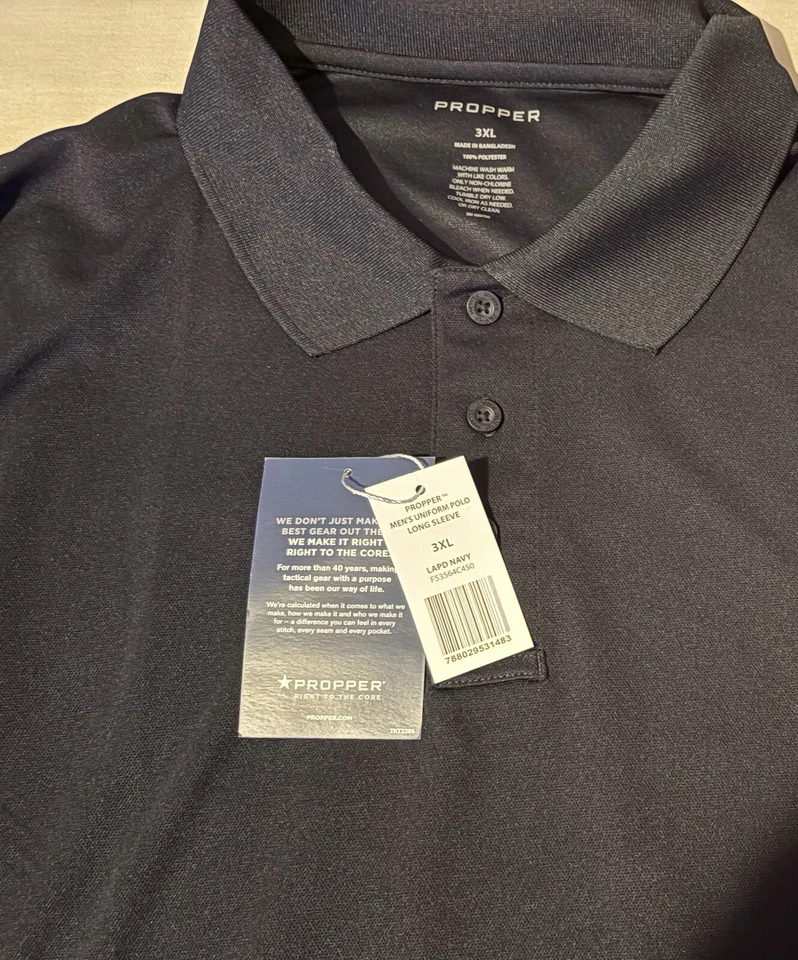 PROPPER
3XL
MADE IN BANGLADESH
100% POLYESTER
MACHINE WASH WARM
WITH LIKE COLORS.
ONLY NON-CHLORINE
BLEACH WHEN NEEDED.
TUMBLE DRY LOW.
COOL IRON AS NEEDED.
OR DRY CLEAN.
WE DON'T JUST MAK
BEST GEAR OUT THE
WE MAKE IT RIGHT
RIGHT TO THE CORE.
For more than 40 years, making
tactical gear with a purpose
has been our way of life.
We're calculated when it comes to what we
make, how we make it and who we make it
for – a difference you can feel in every
stitch, every seam and every pocket.
PROPPER®
RIGHT TO THE CORE
PROPPER.COM
PROPPER™
MEN'S UNIFORM POLO
LONG SLEEVE
3XL
LAPD NAVY
F53564C450
788029531483